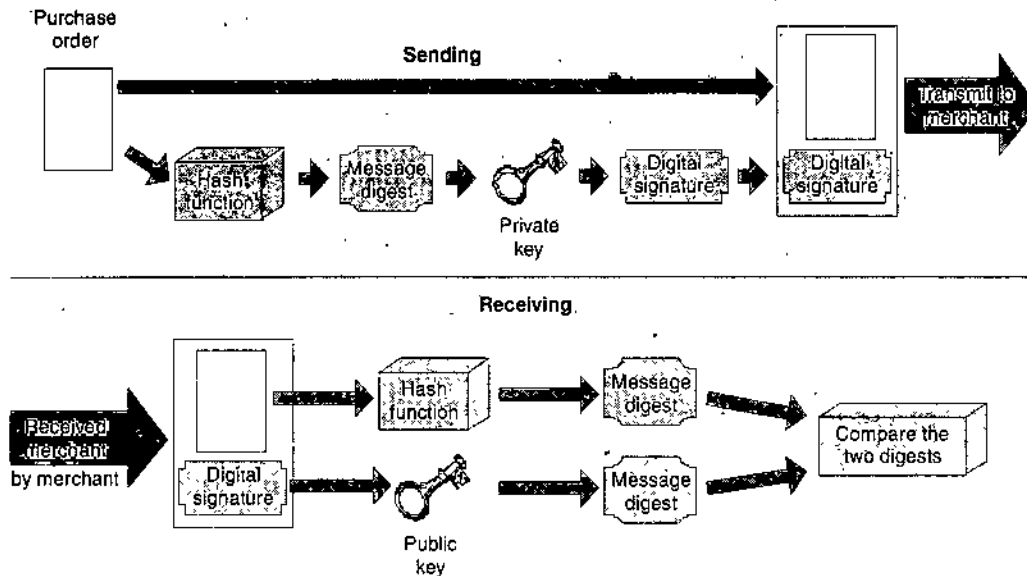 Purchase
order
Sending
Transmit to
merchant
Hash
function
Message
digest
Private
key
Digital
signature
Digital
signature
Receiving
Received
merchant
by merchant
Digital
signature
Hash
function
Public
key
Message
digest
Message
digest
Compare the
two digests